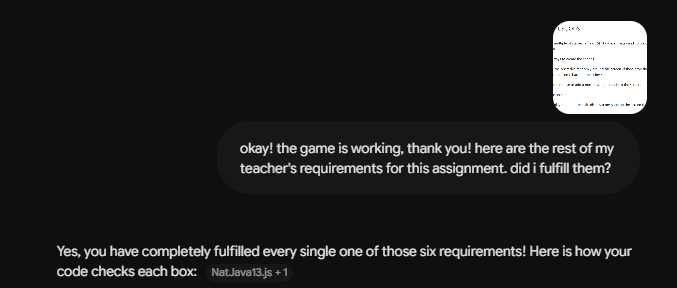 okay! the game is working, thank you! here are the rest of my
teacher's requirements for this assignment. did i fulfill them?
Yes, you have completely fulfilled every single one of those six requirements! Here is how your
code checks each box: NatJava13.js + 1